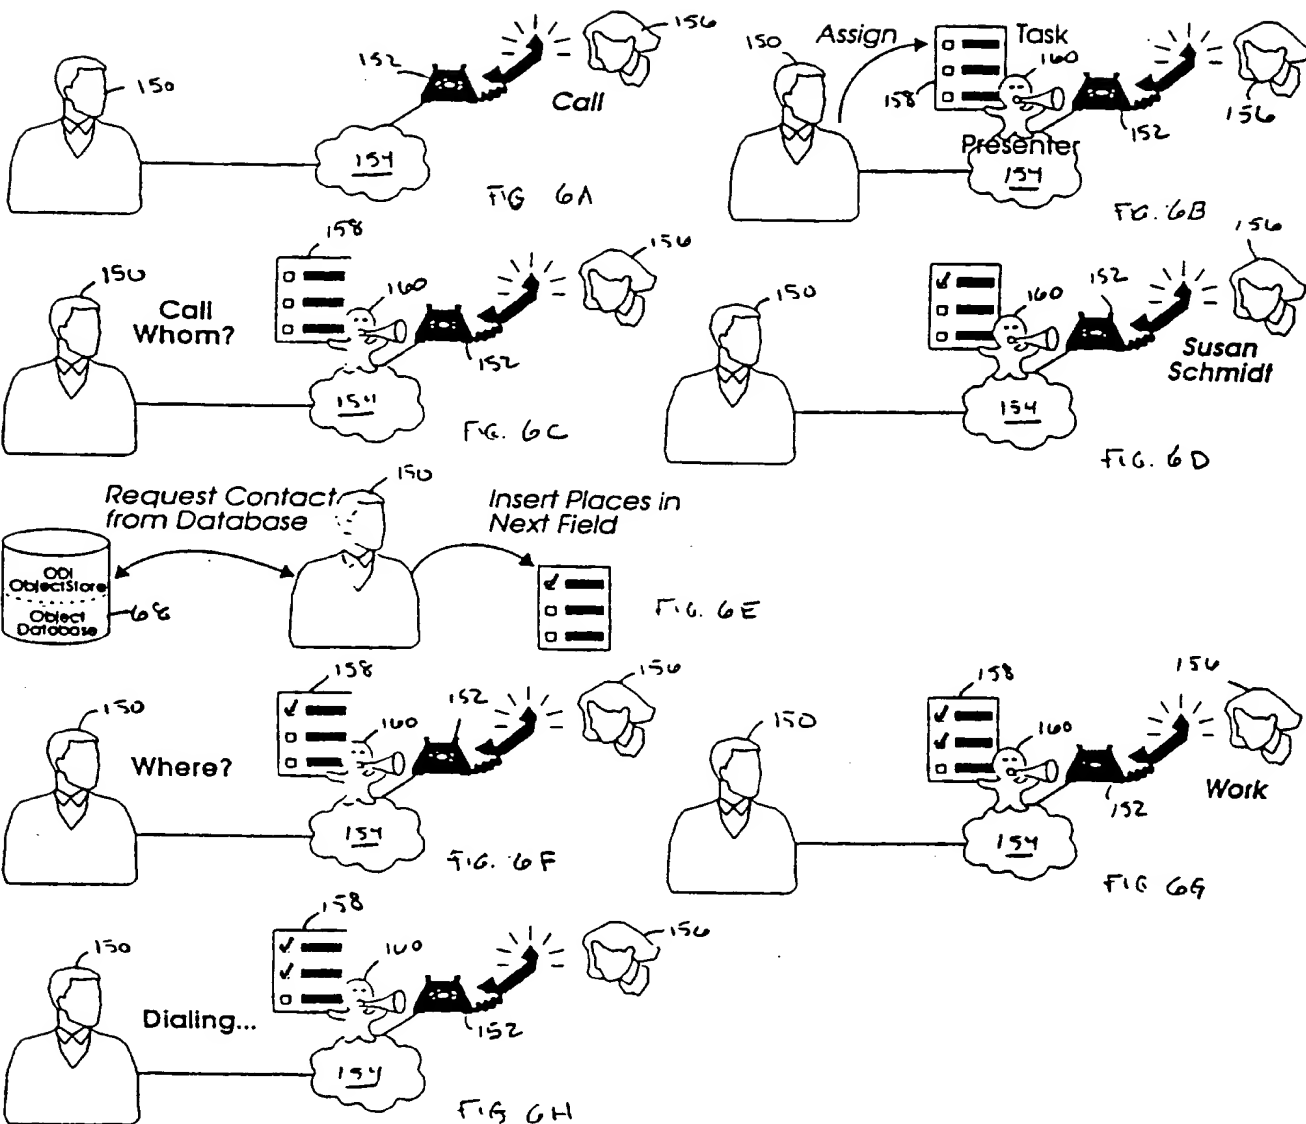 150
152
Call
156
154
FIG 6A
150
Assign
158
Task
160
Presenter
154
152
156
FIG. 6B
150
Call
Whom?
158
160
152
154
156
FIG. 6C
150
160
152
156
Susan
Schmidt
154
FIG. 6D
Request Contact
from Database
150
Insert Places in
Next Field
ODI
ObjectStore
Object
Database
68
FIG. 6E
150
Where?
158
160
152
156
154
FIG. 6F
150
158
160
152
156
Work
154
FIG 6G
150
Dialing...
158
160
152
156
154
FIG 6H